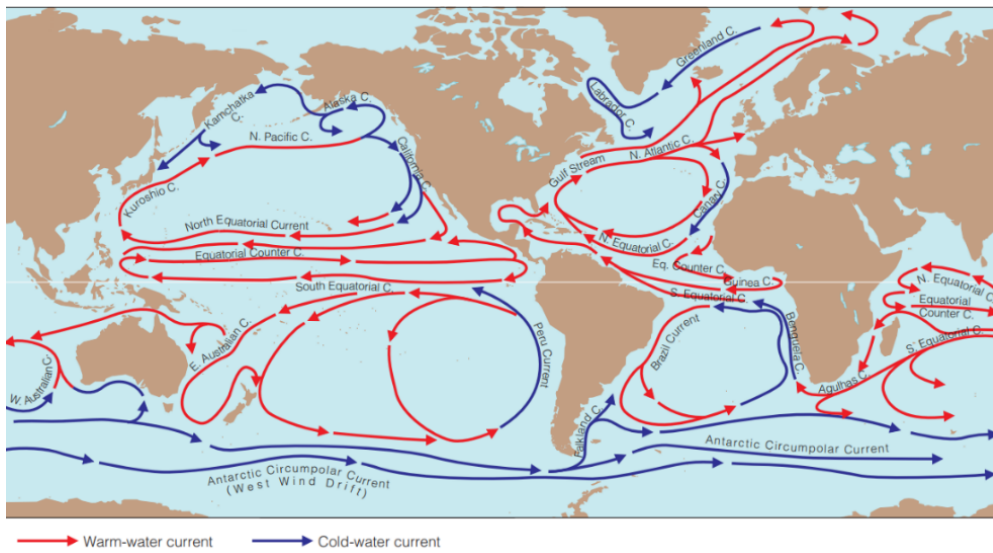 Greenland C.
Labrador C.
Kamchatka
C.
Alaska C.
N. Pacific C.
California C.
Kuroshio C.
Gulf Stream
N. Atlantic C.
Canary C.
North Equatorial Current
Equatorial Counter C.
South Equatorial C.
N. Equatorial C.
Eq. Counter C.
Guinea C.
S. Equatorial C.
N. Equatorial C.
Equatorial
Counter C.
S. Equatorial C.
W. Australian C.
E. Australian C.
Peru Current
Brazil Current
Benguela C.
Agulhas C.
Falkland C.
Antarctic Circumpolar Current
(West Wind Drift)
Antarctic Circumpolar Current
Warm-water current
Cold-water current